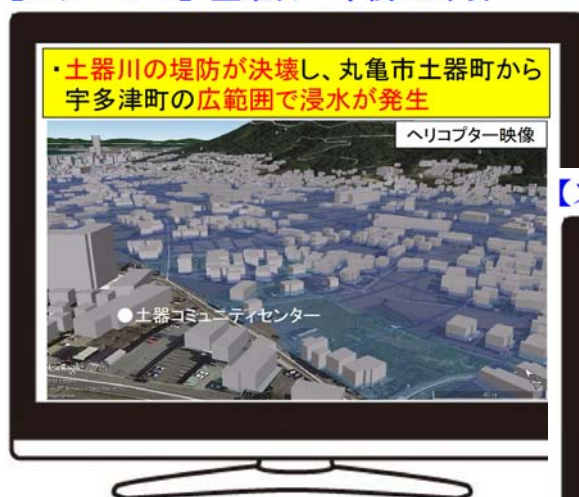 ・土器川の堤防が決壊し、丸亀市土器町から
宇多津町の広範囲で浸水が発生
ヘリコプター映像
【
土器コミュニティセンター
Google